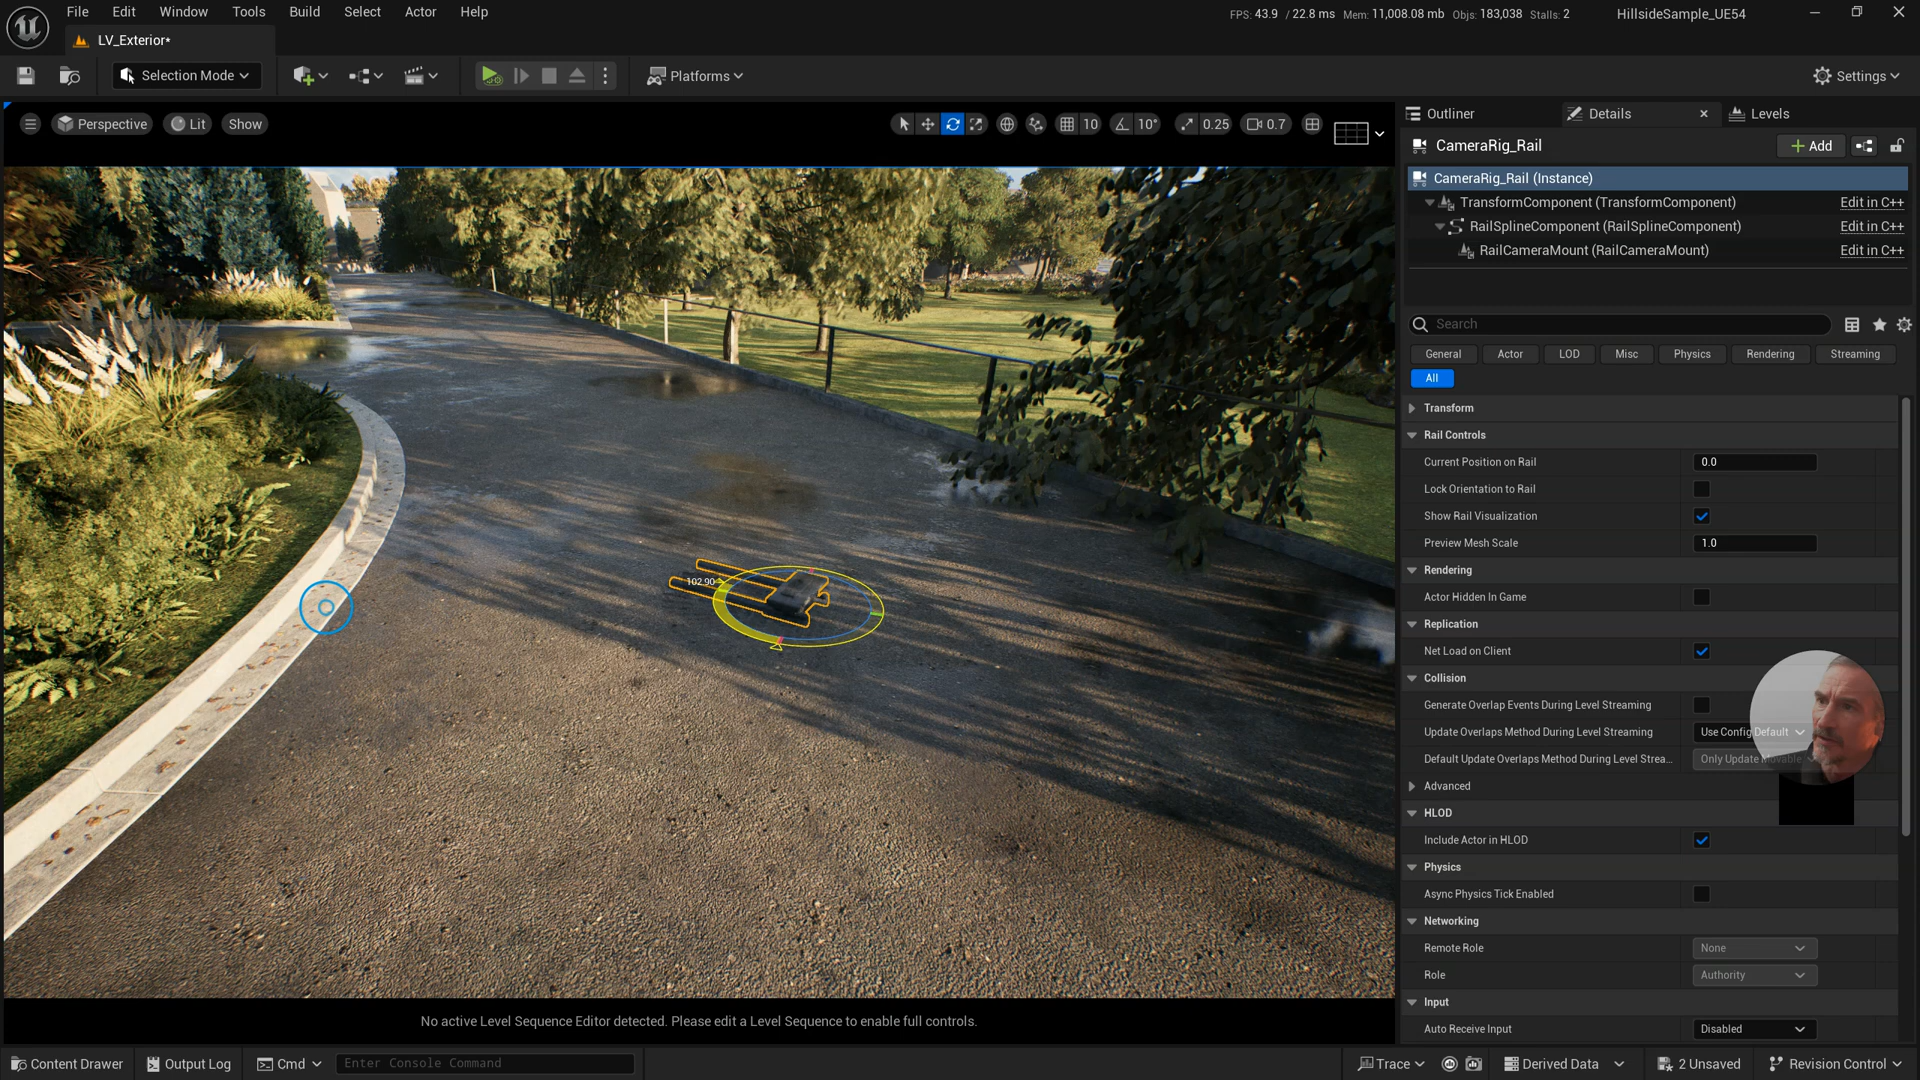 File Edit Window Tools Build Select Actor Help
FPS: 43.9 / 22.8 ms Mem: 11,008.08 mb Objs: 183,038 Stalls: 2 HillsideSample_UE54
LV_Exterior*
Selection Mode
Platforms
Settings
Perspective Lit Show
10 10° 0.25 0.7
Outliner Details Levels
CameraRig_Rail
Add
CameraRig_Rail (Instance)
TransformComponent (TransformComponent) Edit in C++
RailSplineComponent (RailSplineComponent) Edit in C++
RailCameraMount (RailCameraMount) Edit in C++
Search
General Actor LOD Misc Physics Rendering Streaming
All
Transform
Rail Controls
Current Position on Rail 0.0
Lock Orientation to Rail
Show Rail Visualization
Preview Mesh Scale 1.0
Rendering
Actor Hidden In Game
Replication
Net Load on Client
Collision
Generate Overlap Events During Level Streaming
Update Overlaps Method During Level Streaming Use Config Default
Default Update Overlaps Method During Level Strea... Only Update Movable
Advanced
HLOD
Include Actor in HLOD
Physics
Async Physics Tick Enabled
Networking
Remote Role None
Role Authority
Input
Auto Receive Input Disabled
102.90
No active Level Sequence Editor detected. Please edit a Level Sequence to enable full controls.
Content Drawer Output Log Cmd Enter Console Command
Trace Derived Data 2 Unsaved Revision Control